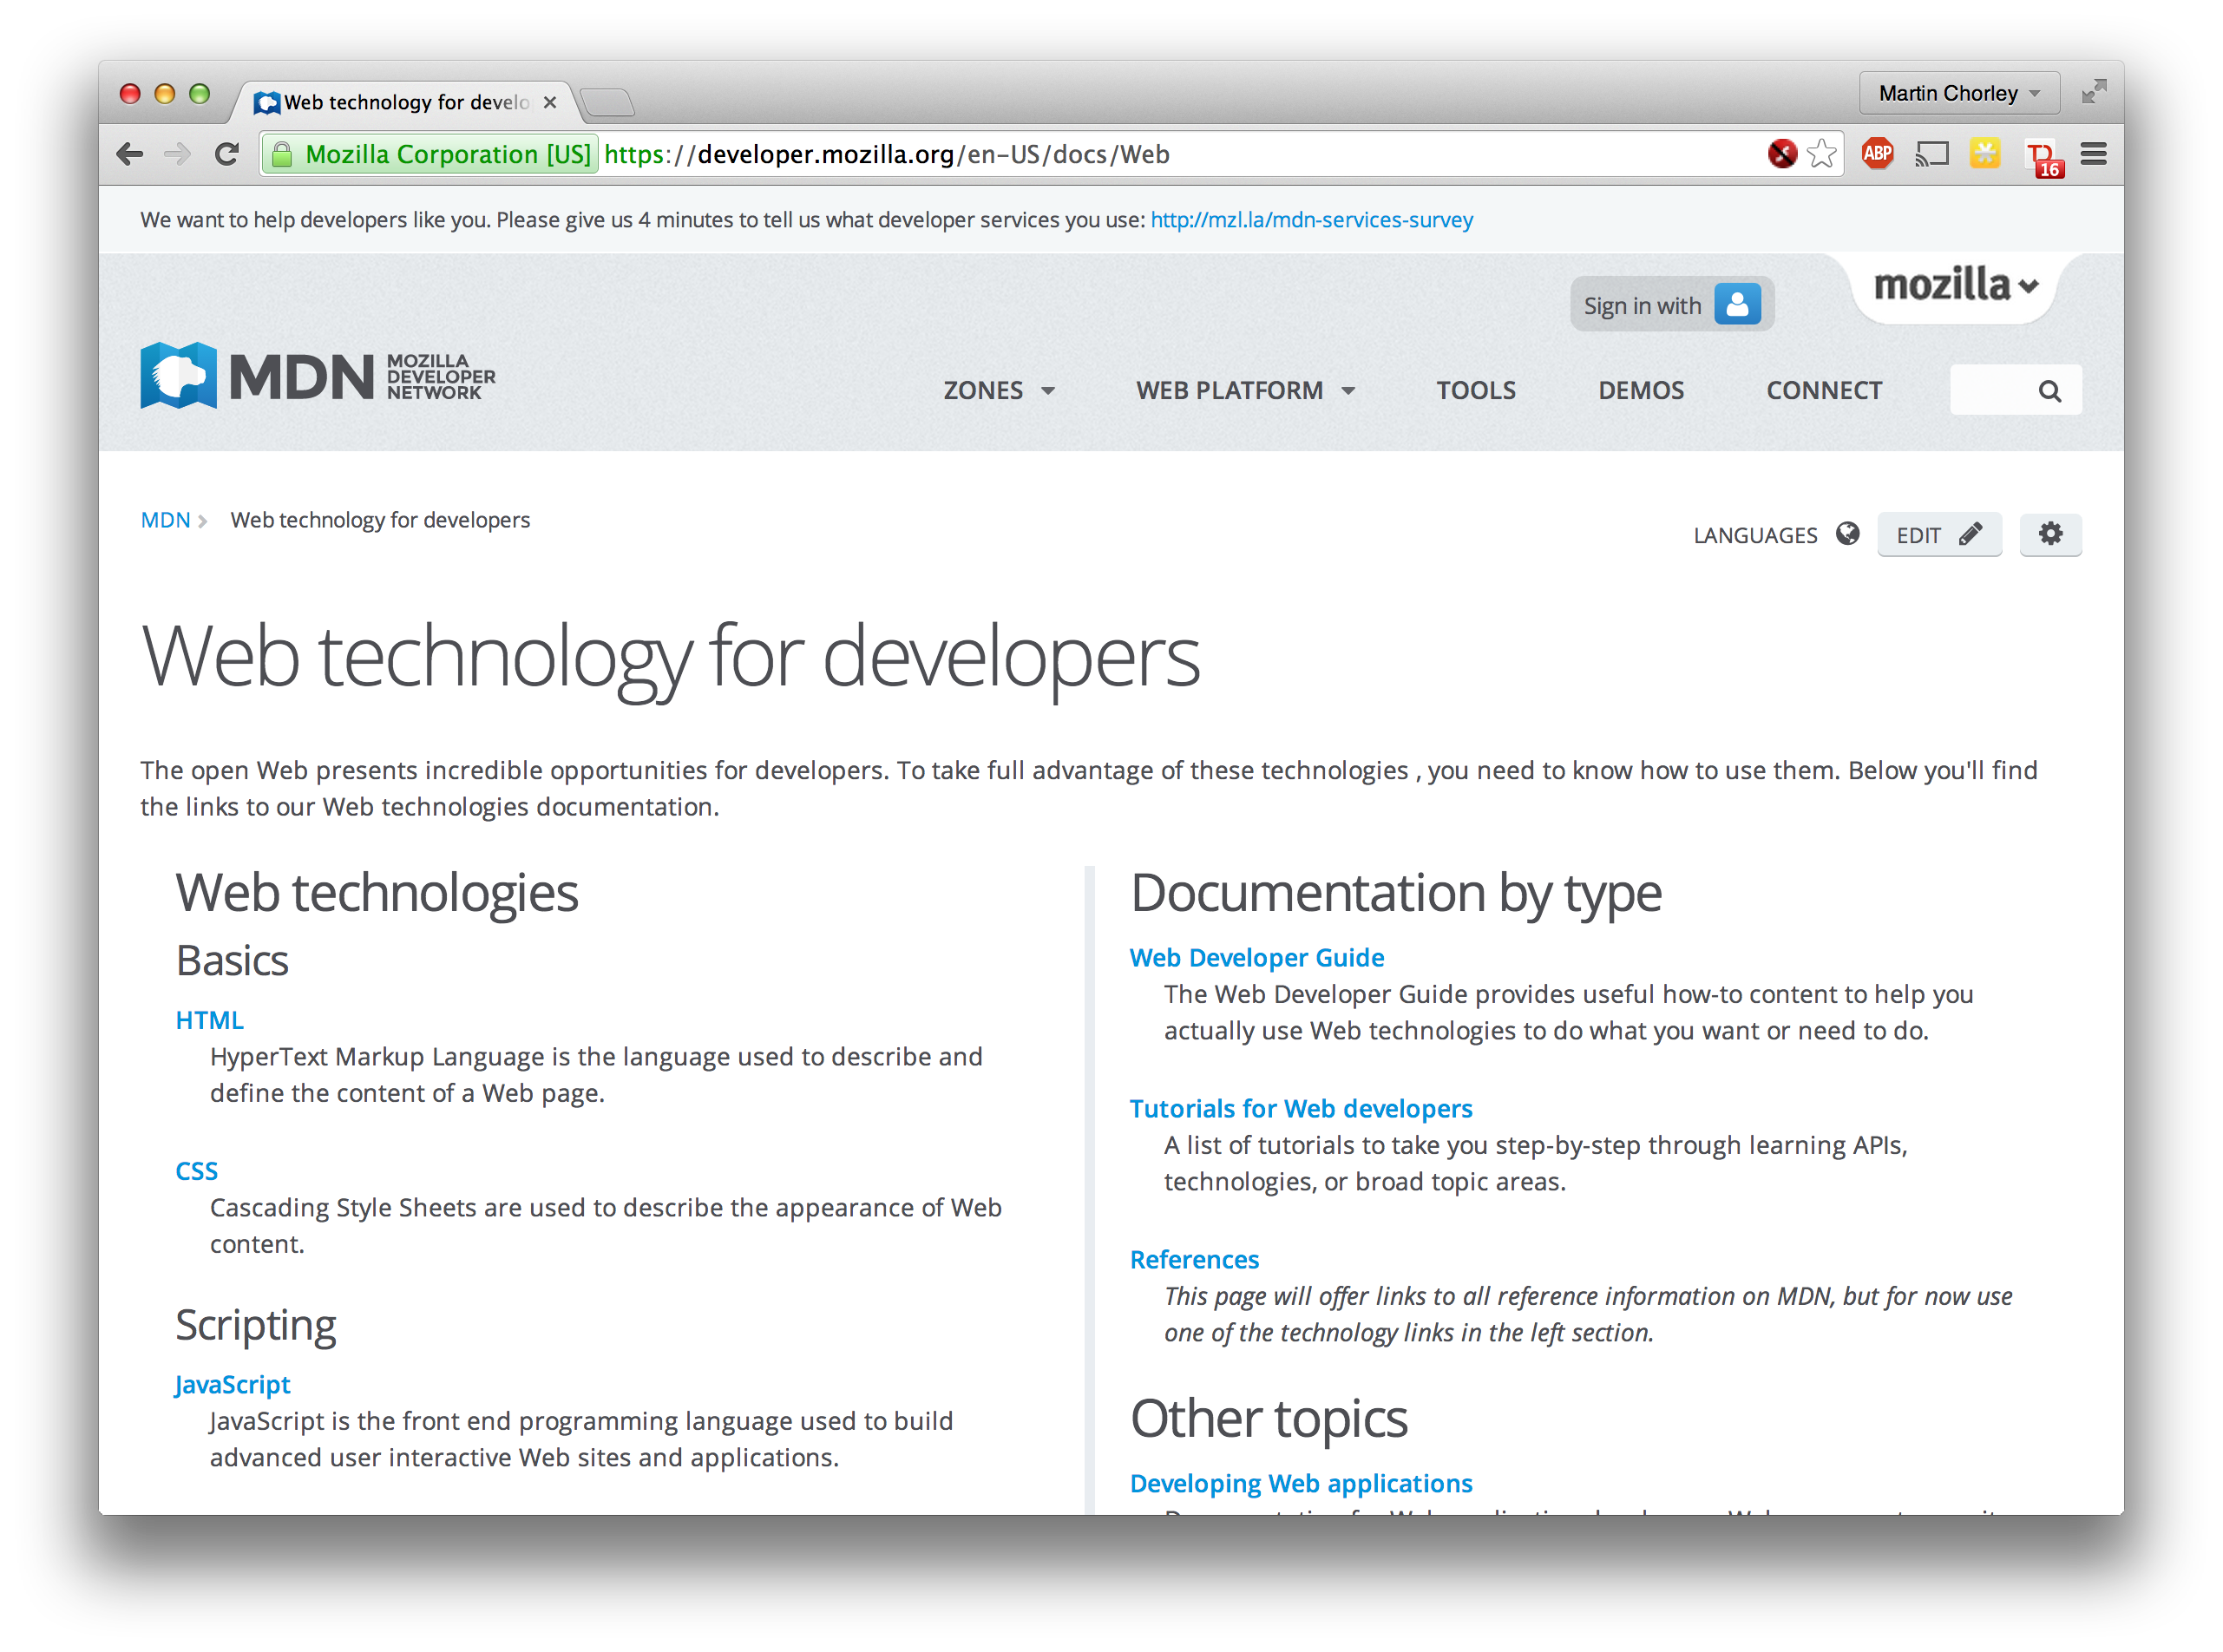 Web technology for develo
Martin Chorley
Mozilla Corporation [US] https://developer.mozilla.org/en-US/docs/Web
ABP
16
We want to help developers like you. Please give us 4 minutes to tell us what developer services you use: http://mzl.la/mdn-services-survey
Sign in with
mozilla
MDN MOZILLA
DEVELOPER
NETWORK
ZONES WEB PLATFORM TOOLS DEMOS CONNECT
MDN Web technology for developers
LANGUAGES EDIT
Web technology for developers
The open Web presents incredible opportunities for developers. To take full advantage of these technologies , you need to know how to use them. Below you'll find
the links to our Web technologies documentation.
Web technologies
Basics
HTML
HyperText Markup Language is the language used to describe and
define the content of a Web page.
CSS
Cascading Style Sheets are used to describe the appearance of Web
content.
Scripting
JavaScript
JavaScript is the front end programming language used to build
advanced user interactive Web sites and applications.
Documentation by type
Web Developer Guide
The Web Developer Guide provides useful how-to content to help you
actually use Web technologies to do what you want or need to do.
Tutorials for Web developers
A list of tutorials to take you step-by-step through learning APIs,
technologies, or broad topic areas.
References
This page will offer links to all reference information on MDN, but for now use
one of the technology links in the left section.
Other topics
Developing Web applications